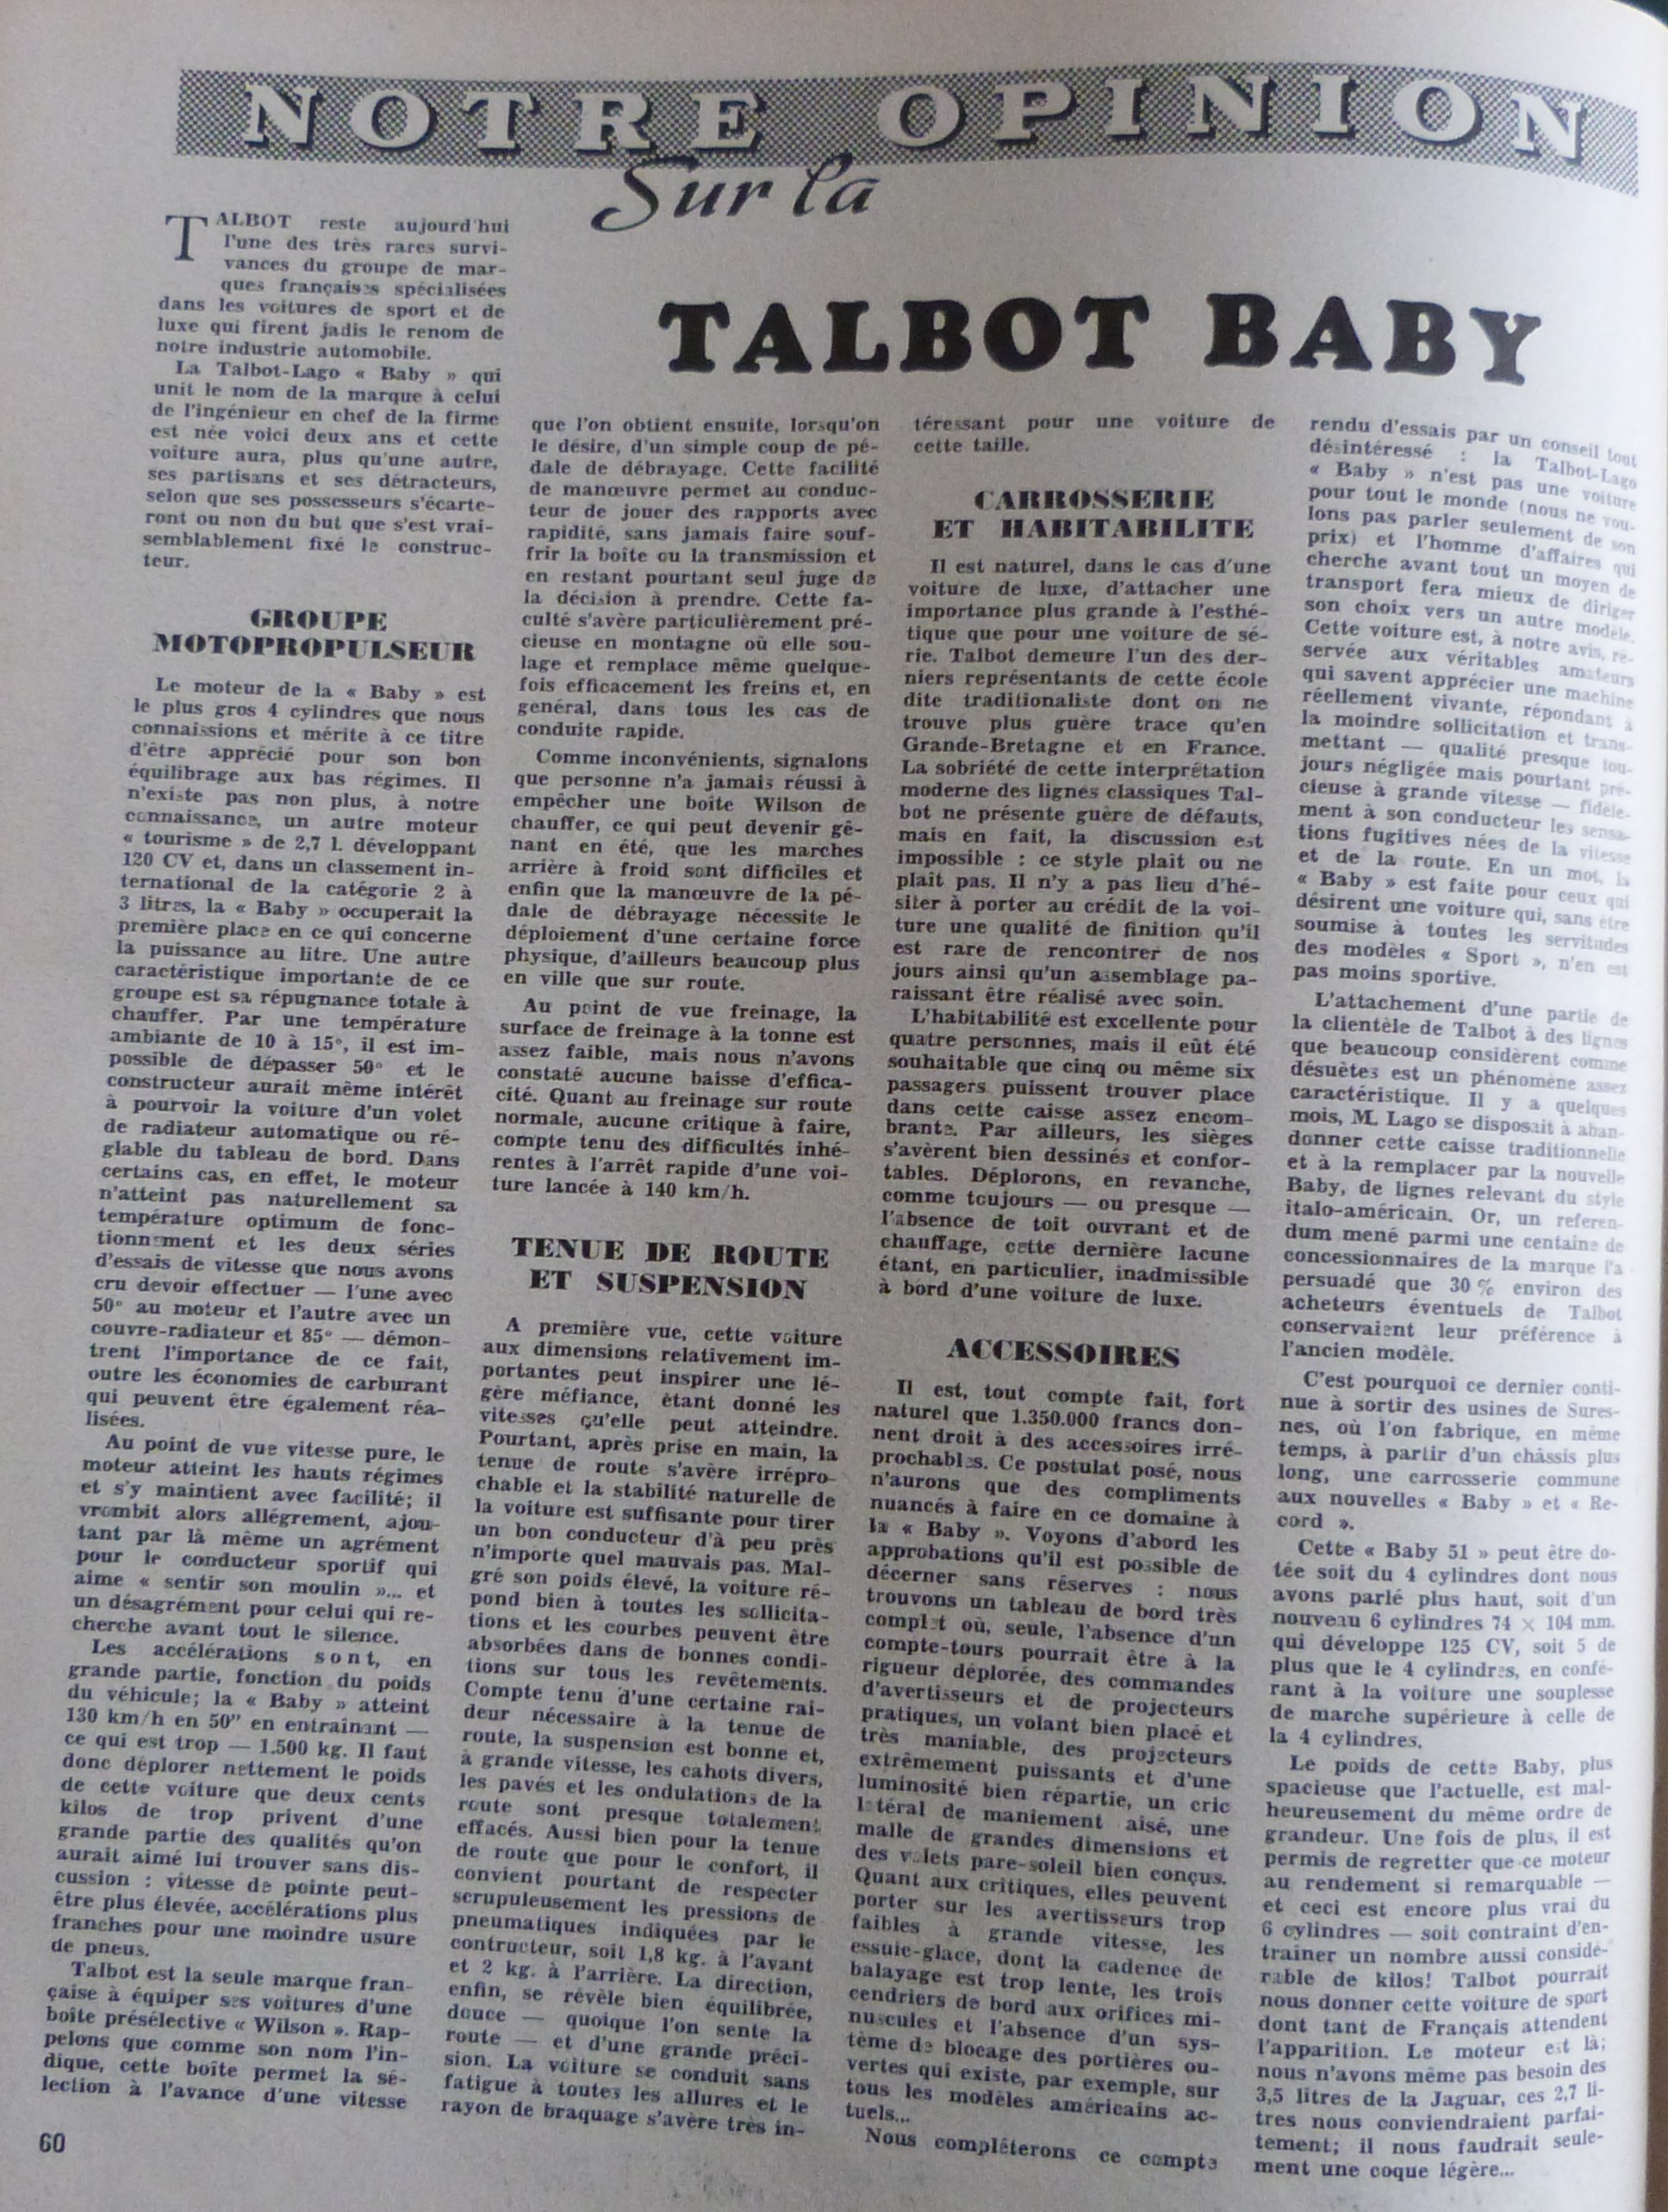 NOTRE OPINION
Sur la
TALBOT BABY
TALBOT reste aujourd'hui
l'une des très rares survi-
vances du groupe de mar-
ques françaises spécialisées
dans les voitures de sport et de
luxe qui firent jadis le renom de
notre industrie automobile.
La Talbot-Lago « Baby » qui
unit le nom de la marque à celui
de l'ingénieur en chef de la firme
est née voici deux ans et cette
voiture aura, plus qu'une autre,
ses partisans et ses détracteurs,
selon que ses possesseurs s'écarte-
ront ou non du but que s'est vrai-
semblablement fixé le construc-
teur.
GROUPE
MOTOPROPULSEUR
Le moteur de la « Baby » est
le plus gros 4 cylindres que nous
connaissions et mérite à ce titre
d'être apprécié pour son bon
équilibrage aux bas régimes. Il
n'existe pas non plus, à notre
connaissance, un autre moteur
« tourisme » de 2,7 l. développant
120 CV et, dans un classement in-
ternational de la catégorie 2 à
3 litres, la « Baby » occuperait la
première place en ce qui concerne
la puissance au litre. Une autre
caractéristique importante de ce
groupe est sa répugnance totale à
chauffer. Par une température
ambiante de 10 à 15°, il est im-
possible de dépasser 50° et le
constructeur aurait même intérêt
à pourvoir la voiture d'un volet
de radiateur automatique ou ré-
glable du tableau de bord. Dans
certains cas, en effet, le moteur
n'atteint pas naturellement sa
température optimum de fonc-
tionnement et les deux séries
d'essais de vitesse que nous avons
cru devoir effectuer — l'une avec
50° au moteur et l'autre avec un
couvre-radiateur et 85° — démon-
trent l'importance de ce fait,
outre les économies de carburant
qui peuvent être également réa-
lisées.
Au point de vue vitesse pure, le
moteur atteint les hauts régimes
et s'y maintient avec facilité; il
vrombit alors allégrement, ajou-
tant par là même un agrément
pour le conducteur sportif qui
aime « sentir son moulin »... et
un désagrément pour celui qui re-
cherche avant tout le silence.
Les accélérations sont, en
grande partie, fonction du poids
du véhicule; la « Baby » atteint
130 km/h en 50" en entraînant —
ce qui est trop — 1.500 kg. Il faut
donc déplorer nettement le poids
de cette voiture que deux cents
kilos de trop privent d'une
grande partie des qualités qu'on
aurait aimé lui trouver sans dis-
cussion : vitesse de pointe peut-
être plus élevée, accélérations plus
franches pour une moindre usure
de pneus.
Talbot est la seule marque fran-
çaise à équiper ses voitures d'une
boîte présélective « Wilson ». Rap-
pelons que comme son nom l'in-
dique, cette boîte permet la sé-
lection à l'avance d'une vitesse
60
que l'on obtient ensuite, lorsqu'on
le désire, d'un simple coup de pé-
dale de débrayage. Cette facilité
de manœuvre permet au conduc-
teur de jouer des rapports avec
rapidité, sans jamais faire souf-
frir la boîte ou la transmission et
en restant pourtant seul juge de
la décision à prendre. Cette fa-
culté s'avère particulièrement pré-
cieuse en montagne où elle sou-
lage et remplace même quelque-
fois efficacement les freins et, en
général, dans tous les cas de
conduite rapide.
Comme inconvénients, signalons
que personne n'a jamais réussi à
empêcher une boîte Wilson de
chauffer, ce qui peut devenir gê-
nant en été, que les marches
arrière à froid sont difficiles et
enfin que la manœuvre de la pé-
dale de débrayage nécessite le
déploiement d'une certaine force
physique, d'ailleurs beaucoup plus
en ville que sur route.
Au point de vue freinage, la
surface de freinage à la tonne est
assez faible, mais nous n'avons
constaté aucune baisse d'effica-
cité. Quant au freinage sur route
normale, aucune critique à faire,
compte tenu des difficultés inhé-
rentes à l'arrêt rapide d'une voi-
ture lancée à 140 km/h.
TENUE DE ROUTE
ET SUSPENSION
A première vue, cette voiture
aux dimensions relativement im-
portantes peut inspirer une lé-
gère méfiance, étant donné les
vitesses qu'elle peut atteindre.
Pourtant, après prise en main, la
tenue de route s'avère irrépro-
chable et la stabilité naturelle de
la voiture est suffisante pour tirer
un bon conducteur d'à peu près
n'importe quel mauvais pas. Mal-
gré son poids élevé, la voiture ré-
pond bien à toutes les sollicita-
tions et les courbes peuvent être
absorbées dans de bonnes condi-
tions sur tous les revêtements.
Compte tenu d'une certaine rai-
deur nécessaire à la tenue de
route, la suspension est bonne et,
à grande vitesse, les cahots divers,
les pavés et les ondulations de la
route sont presque totalement
effacés. Aussi bien pour la tenue
de route que pour le confort, il
convient pourtant de respecter
scrupuleusement les pressions de
pneumatiques indiquées par le
contructeur, soit 1,8 kg. à l'avant
et 2 kg. à l'arrière. La direction,
enfin, se révèle bien équilibrée,
douce — quoique l'on sente la
route — et d'une grande préci-
sion. La voiture se conduit sans
fatigue à toutes les allures et le
rayon de braquage s'avère très in-
téressant pour une voiture de
cette taille.
CARROSSERIE
ET HABITABILITE
Il est naturel, dans le cas d'une
voiture de luxe, d'attacher une
importance plus grande à l'esthé-
tique que pour une voiture de sé-
rie. Talbot demeure l'un des der-
niers représentants de cette école
dite traditionaliste dont on ne
trouve plus guère trace qu'en
Grande-Bretagne et en France.
La sobriété de cette interprétation
moderne des lignes classiques Tal-
bot ne présente guère de défauts,
mais en fait, la discussion est
impossible : ce style plaît ou ne
plaît pas. Il n'y a pas lieu d'hé-
siter à porter au crédit de la voi-
ture une qualité de finition qu'il
est rare de rencontrer de nos
jours ainsi qu'un assemblage pa-
raissant être réalisé avec soin.
L'habitabilité est excellente pour
quatre personnes, mais il eût été
souhaitable que cinq ou même six
passagers puissent trouver place
dans cette caisse assez encom-
brante. Par ailleurs, les sièges
s'avèrent bien dessinés et confor-
tables. Déplorons, en revanche,
comme toujours — ou presque —
l'absence de toit ouvrant et de
chauffage, cette dernière lacune
étant, en particulier, inadmissible
à bord d'une voiture de luxe.
ACCESSOIRES
Il est, tout compte fait, fort
naturel que 1.350.000 francs don-
nent droit à des accessoires irré-
prochables. Ce postulat posé, nous
n'aurons que des compliments
nuancés à faire en ce domaine à
la « Baby ». Voyons d'abord les
approbations qu'il est possible de
décerner sans réserves : nous
trouvons un tableau de bord très
complet où, seule, l'absence d'un
compte-tours pourrait être à la
rigueur déplorée, des commandes
d'avertisseurs et de projecteurs
pratiques, un volant bien placé et
très maniable, des projecteurs
extrêmement puissants et d'une
luminosité bien répartie, un cric
latéral de maniement aisé, une
malle de grandes dimensions et
des volets pare-soleil bien conçus.
Quant aux critiques, elles peuvent
porter sur les avertisseurs trop
faibles à grande vitesse, les
essuie-glace, dont la cadence de
balayage est trop lente, les trois
cendriers de bord aux orifices mi-
nuscules et l'absence d'un sys-
tème de blocage des portières ou-
vertes qui existe, par exemple, sur
tous les modèles américains ac-
tuels...
Nous compléterons ce compte
rendu d'essais par un conseil tout
désintéressé : la Talbot-Lago
« Baby » n'est pas une voiture
pour tout le monde (nous ne vou-
lons pas parler seulement de son
prix) et l'homme d'affaires qui
cherche avant tout un moyen de
transport fera mieux de diriger
son choix vers un autre modèle.
Cette voiture est, à notre avis, ré-
servée aux véritables amateurs
qui savent apprécier une machine
réellement vivante, répondant à
la moindre sollicitation et trans-
mettant — qualité presque tou-
jours négligée mais pourtant pré-
cieuse à grande vitesse — fidèle-
ment à son conducteur les sensa-
tions fugitives nées de la vitesse
et de la route. En un mot, la
« Baby » est faite pour ceux qui
désirent une voiture qui, sans être
soumise à toutes les servitudes
des modèles « Sport », n'en est
pas moins sportive.
L'attachement d'une partie de
la clientèle de Talbot à des lignes
que beaucoup considèrent comme
désuètes est un phénomène assez
caractéristique. Il y a quelques
mois, M. Lago se disposait à aban-
donner cette caisse traditionnelle
et à la remplacer par la nouvelle
Baby, de lignes relevant du style
italo-américain. Or, un referen-
dum mené parmi une centaine de
concessionnaires de la marque l'a
persuadé que 30 % environ des
acheteurs éventuels de Talbot
conservaient leur préférence à
l'ancien modèle.
C'est pourquoi ce dernier conti-
nue à sortir des usines de Sures-
nes, où l'on fabrique, en même
temps, à partir d'un châssis plus
long, une carrosserie commune
aux nouvelles « Baby » et « Re-
cord ».
Cette « Baby 51 » peut être do-
tée soit du 4 cylindres dont nous
avons parlé plus haut, soit d'un
nouveau 6 cylindres 74 × 104 mm.
qui développe 125 CV, soit 5 de
plus que le 4 cylindres, en confé-
rant à la voiture une souplesse
de marche supérieure à celle de
la 4 cylindres.
Le poids de cette Baby, plus
spacieuse que l'actuelle, est mal-
heureusement du même ordre de
grandeur. Une fois de plus, il est
permis de regretter que ce moteur
au rendement si remarquable —
et ceci est encore plus vrai du
6 cylindres — soit contraint d'en-
traîner un nombre aussi considé-
rable de kilos! Talbot pourrait
nous donner cette voiture de sport
dont tant de Français attendent
l'apparition. Le moteur est là;
nous n'avons même pas besoin des
3,5 litres de la Jaguar, ces 2,7 li-
tres nous conviendraient parfai-
tement; il nous faudrait seule-
ment une coque légère...